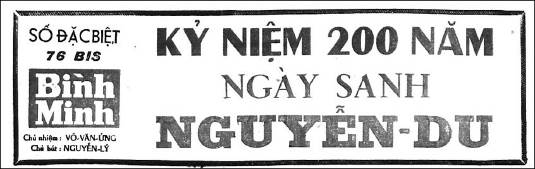 SỐ ĐẶC BIỆT
76 BIS
Bình
Minh
Chủ nhiệm : VÕ-VĂN-ỨNG
Chủ bút : NGUYỄN-LÝ
KỶ NIỆM 200 NĂM
NGÀY SANH
NGUYỄN-DU